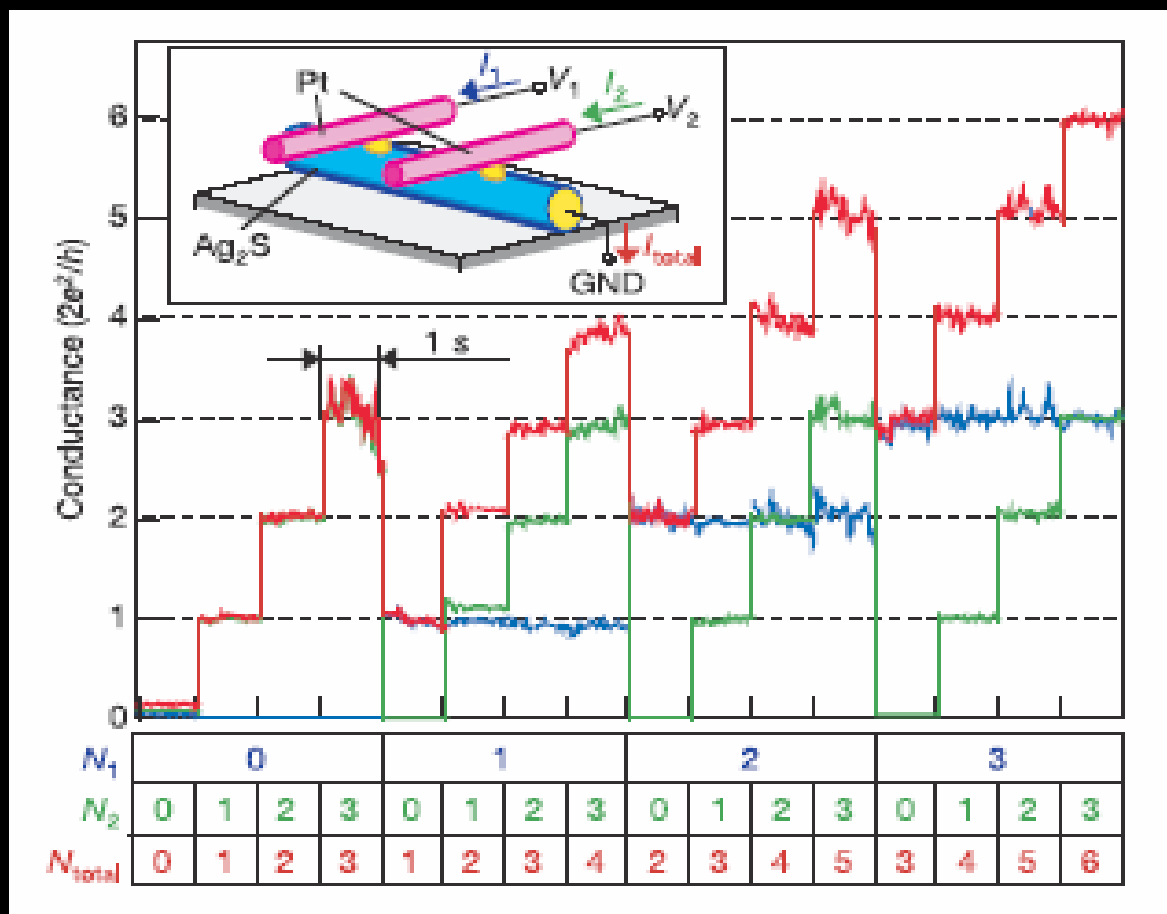 Pt
I₁
V₁
I₂
V₂
Ag₂S
I total
GND
Conductance (2e²/h)
6
5
4
3
2
1
0
1 s
N₁ 0 1 2 3
N₂ 0 1 2 3 0 1 2 3 0 1 2 3 0 1 2 3
N total 0 1 2 3 1 2 3 4 2 3 4 5 3 4 5 6